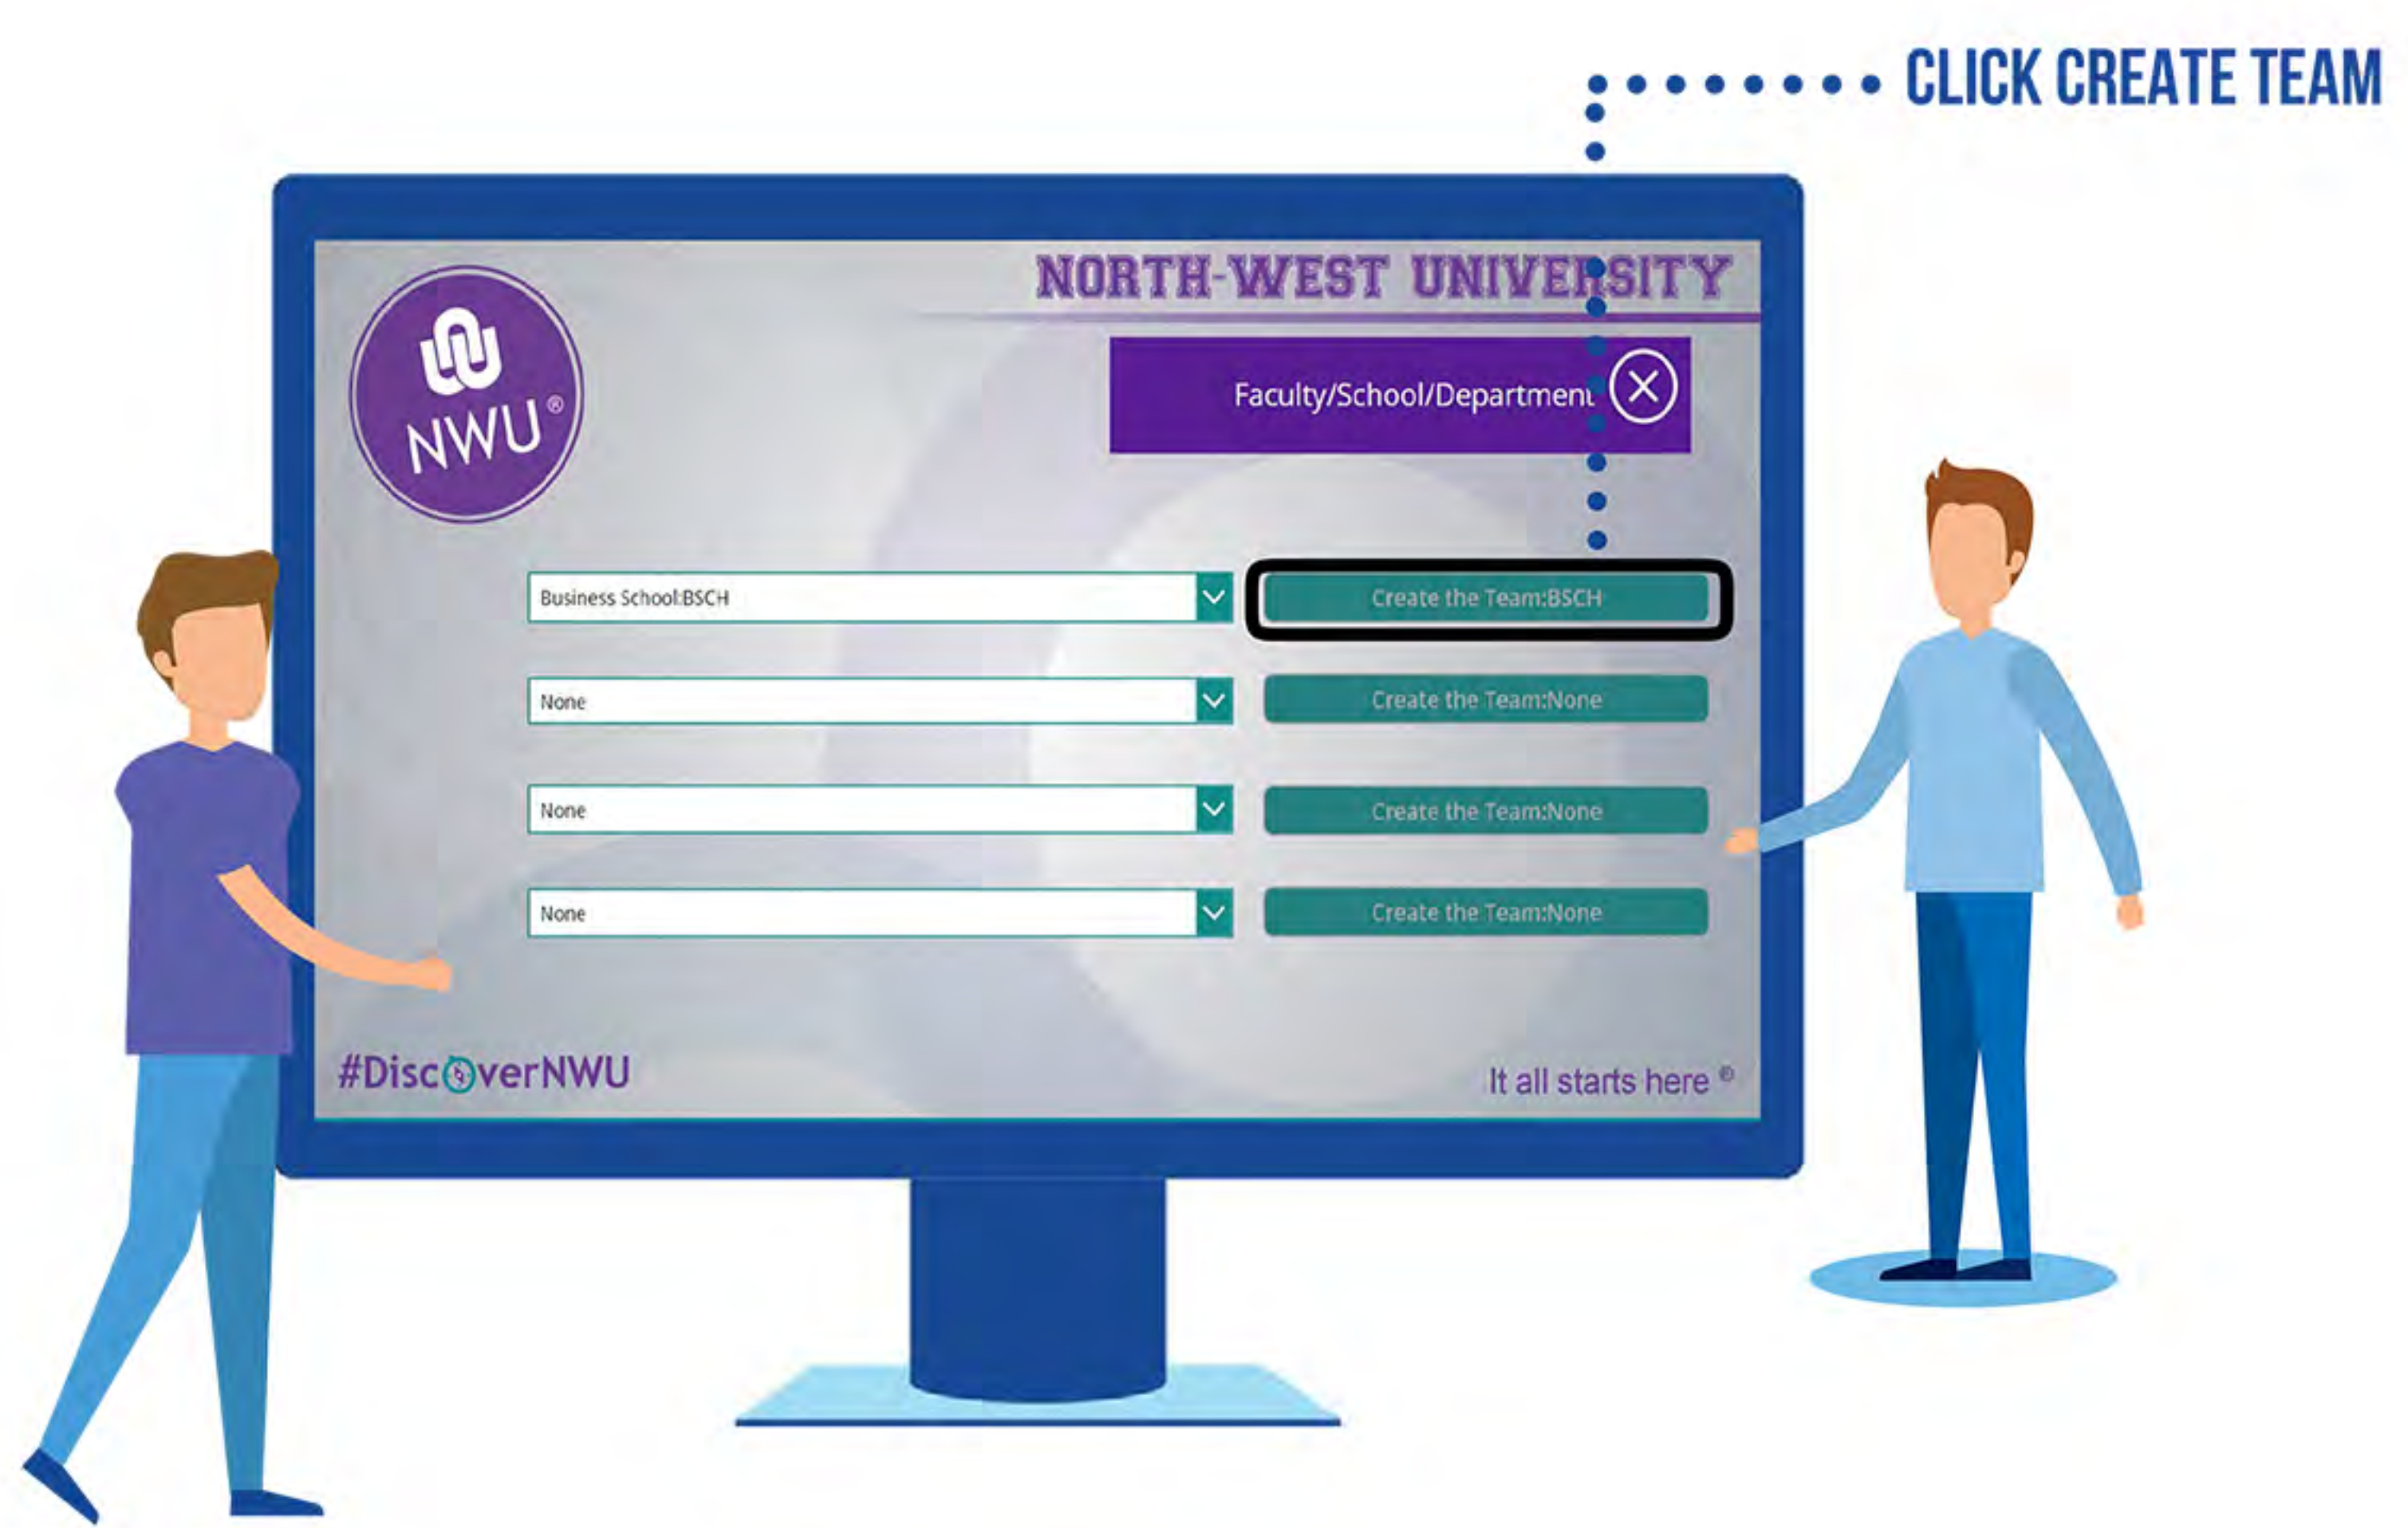 CLICK CREATE TEAM
NORTH-WEST UNIVERSITY
NWU®
Faculty/School/Department
Business School:BSCH
Create the Team:BSCH
None
Create the Team:None
None
Create the Team:None
None
Create the Team:None
#DiscoverNWU
It all starts here ®